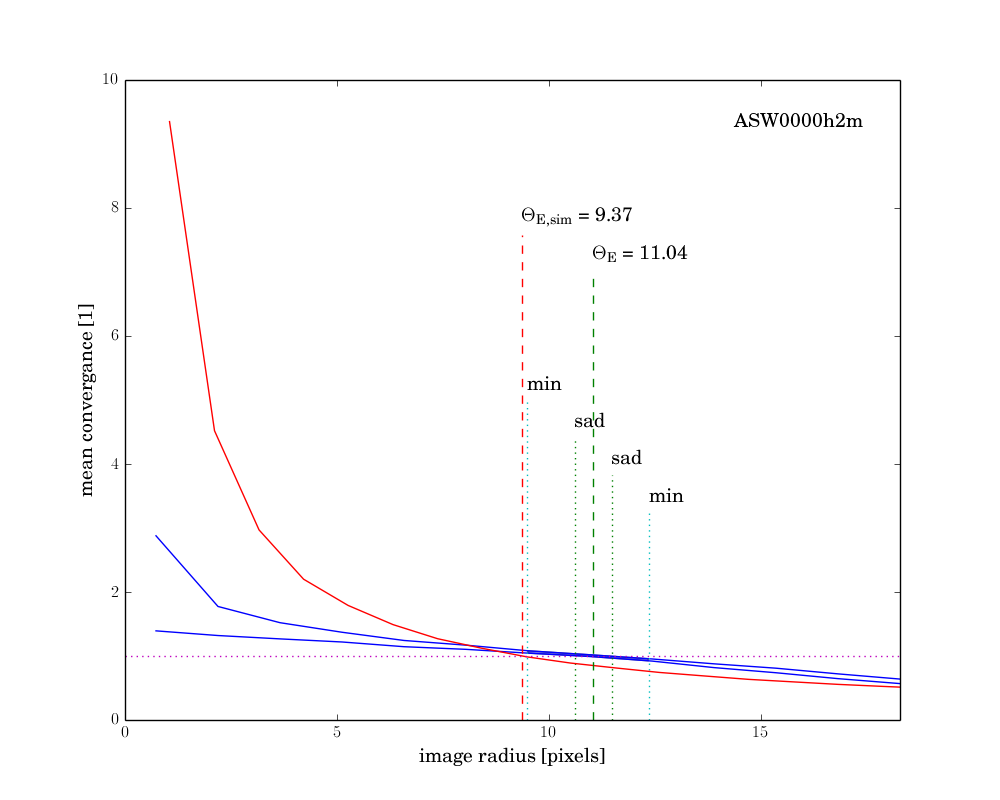 10
ASW0000h2m
8
Θ_E,sim = 9.37
Θ_E = 11.04
6
min
sad
4
sad
min
2
0
0 5 10 15
mean convergance [1]
image radius [pixels]